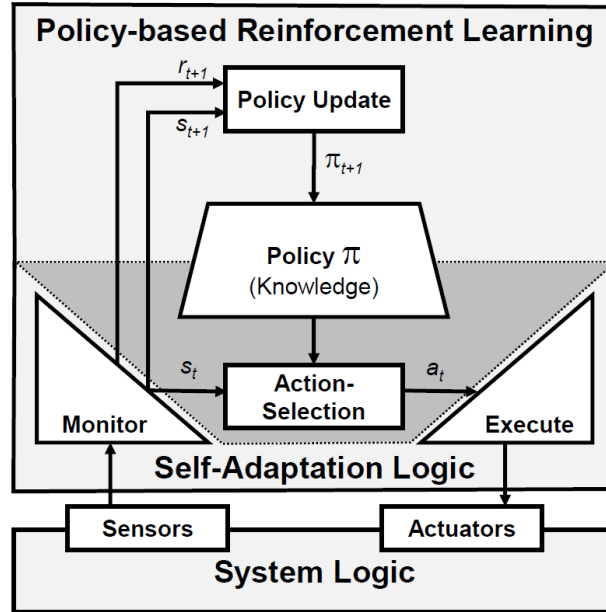 Policy-based Reinforcement Learning
r_{t+1}
Policy Update
s_{t+1}
π_{t+1}
Policy π
(Knowledge)
s_t
a_t
Action-
Selection
Monitor
Execute
Self-Adaptation Logic
Sensors
Actuators
System Logic